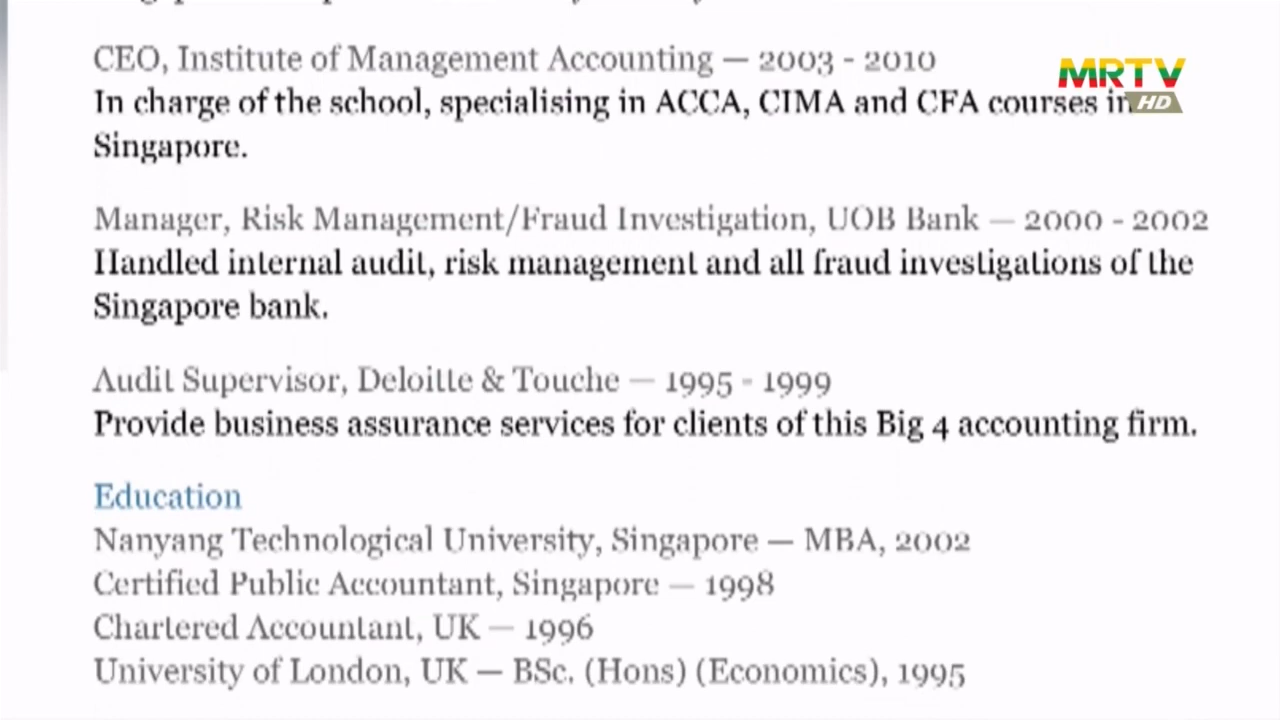 CEO, Institute of Management Accounting — 2003 - 2010
MRTV
HD
In charge of the school, specialising in ACCA, CIMA and CFA courses in
Singapore.
Manager, Risk Management/Fraud Investigation, UOB Bank — 2000 - 2002
Handled internal audit, risk management and all fraud investigations of the
Singapore bank.
Audit Supervisor, Deloitte & Touche — 1995 - 1999
Provide business assurance services for clients of this Big 4 accounting firm.
Education
Nanyang Technological University, Singapore — MBA, 2002
Certified Public Accountant, Singapore — 1998
Chartered Accountant, UK — 1996
University of London, UK — BSc. (Hons) (Economics), 1995